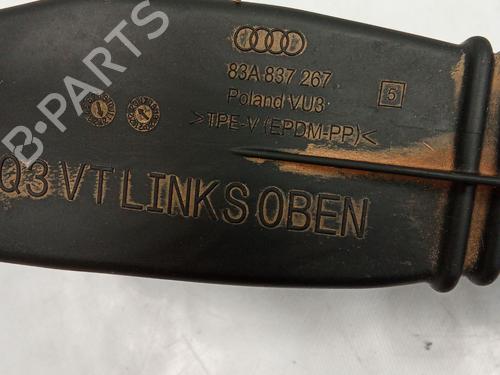 83A 837 267
Poland VU3
>TPE-V (EPDM-PP)<
5
Q3 VT LINKS OBEN
B-PARTS